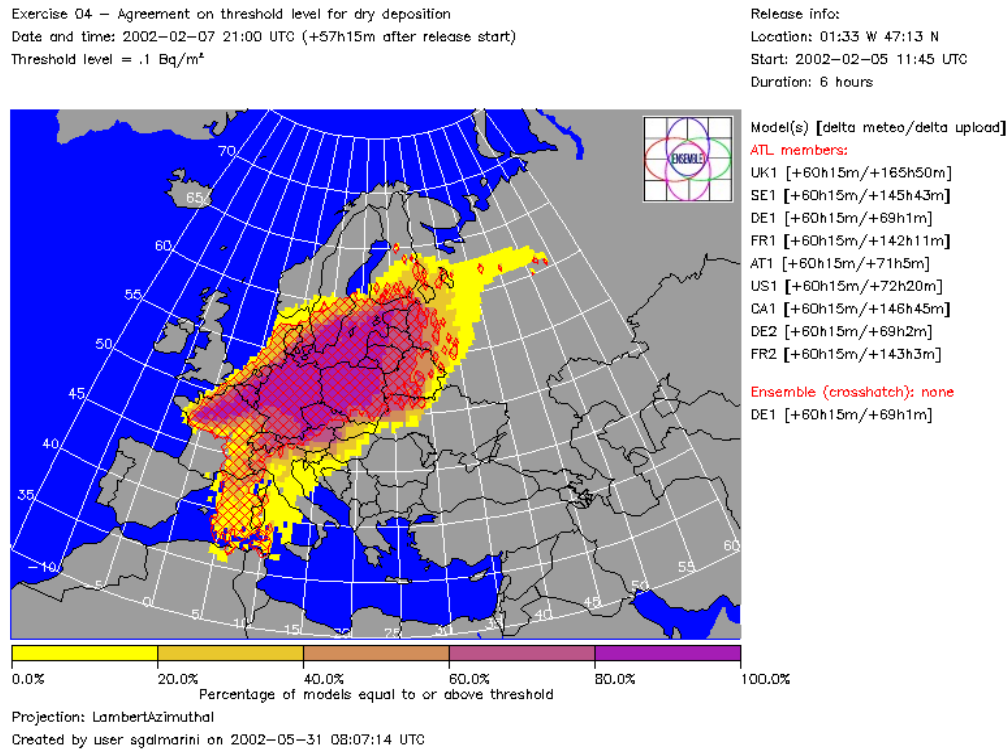 Exercise 04 – Agreement on threshold level for dry deposition
Date and time: 2002–02–07 21:00 UTC (+57h15m after release start)
Threshold level = .1 Bq/m²
Release info:
Location: 01:33 W 47:13 N
Start: 2002–02–05 11:45 UTC
Duration: 6 hours
Model(s) [delta meteo/delta upload]
ATL members:
UK1 [+60h15m/+165h50m]
SE1 [+60h15m/+145h43m]
DE1 [+60h15m/+69h1m]
FR1 [+60h15m/+142h11m]
AT1 [+60h15m/+71h5m]
US1 [+60h15m/+72h20m]
CA1 [+60h15m/+146h45m]
DE2 [+60h15m/+69h2m]
FR2 [+60h15m/+143h3m]
Ensemble (crosshatch): none
DE1 [+60h15m/+69h1m]
ENSEMBLE
70
65
60
55
50
45
40
35
–10
–5
0
5
10
15
20
25
30
35
40
45
50
55
60
0.0% 20.0% 40.0% 60.0% 80.0% 100.0%
Percentage of models equal to or above threshold
Projection: LambertAzimuthal
Created by user sgalmarini on 2002–05–31 08:07:14 UTC